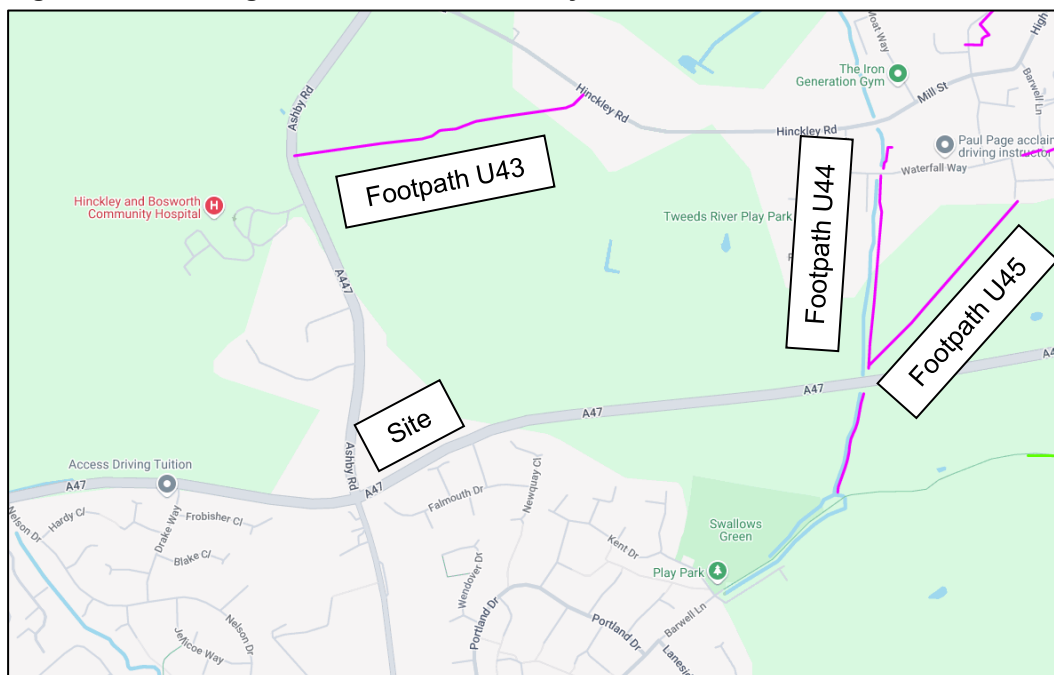 Ashby Rd
Hinckley Rd
Moat Way
High
The Iron
Generation Gym
Mill St
Barwell Ln
Hinckley Rd
Paul Page acclain
driving instructor
Waterfall Way
Footpath U43
Footpath U44
Footpath U45
Hinckley and Bosworth
Community Hospital
H
Tweeds River Play Park
A447
A47
A47
Site
Ashby Rd
A47
A47
Access Driving Tuition
Nelson Dr
Hardy Cl
Drake Way
Frobisher Cl
Blake Cl
Nelson Dr
Jellicoe Way
Falmouth Dr
Newquay Cl
Wendover Dr
Portland Dr
Kent Dr
Portland Dr
Swallows
Green
Play Park
Barwell Ln